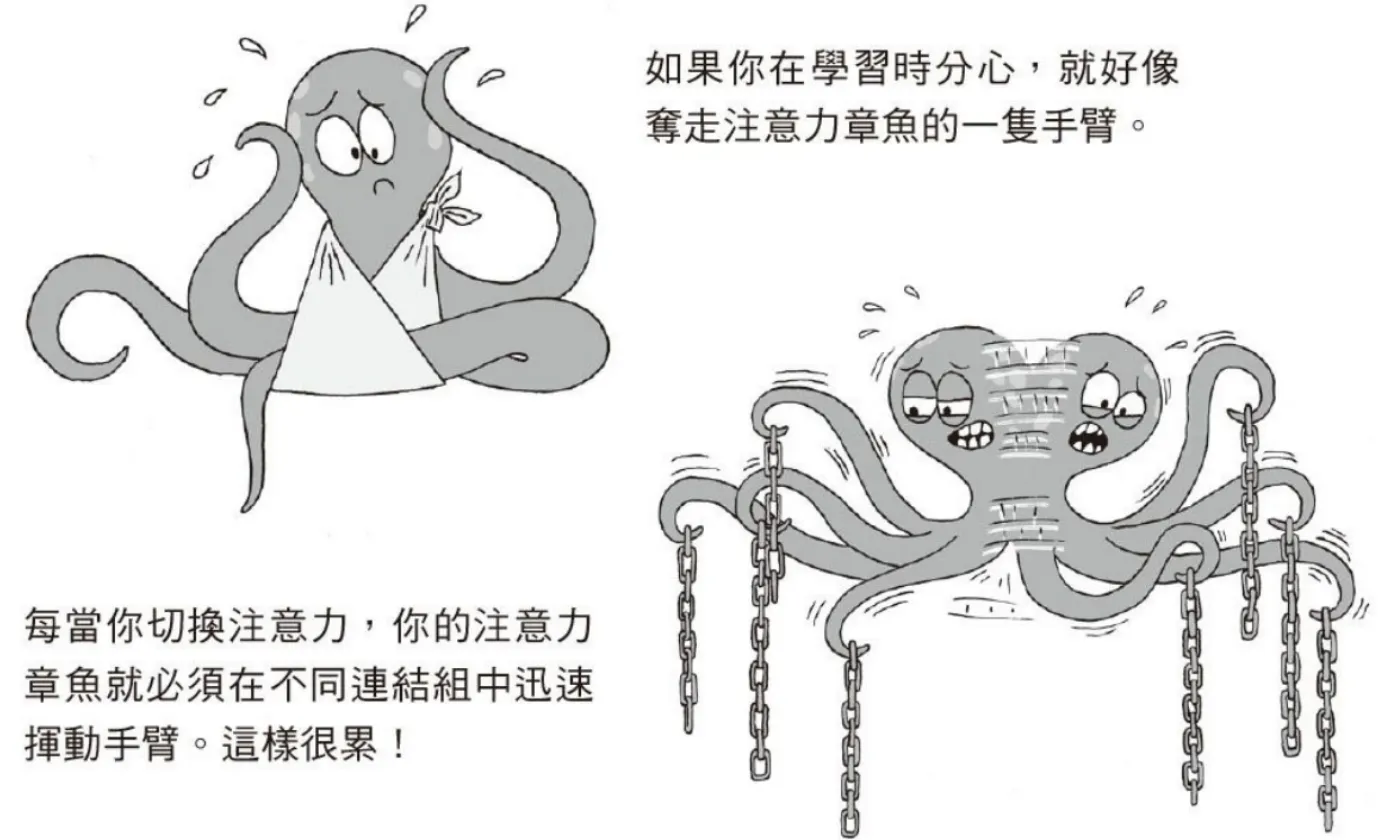 如果你在學習時分心，就好像
奪走注意力章魚的一隻手臂。
每當你切換注意力，你的注意力
章魚就必須在不同連結組中迅速
揮動手臂。這樣很累！